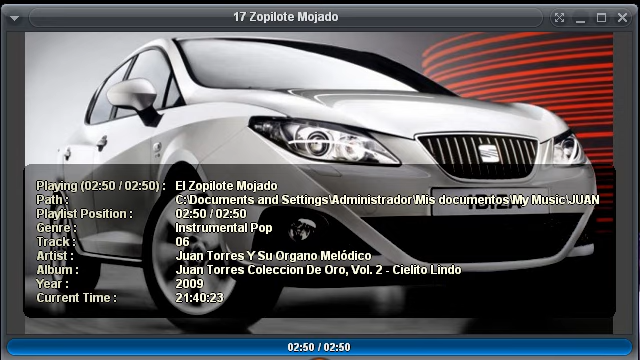 17 Zopilote Mojado
Playing (02:50 / 02:50) : El Zopilote Mojado
Path : C:\Documents and Settings\Administrador\Mis documentos\My Music\JUAN
Playlist Position : 02:50 / 02:50
Genre : Instrumental Pop
Track : 06
Artist : Juan Torres Y Su Organo Melódico
Album : Juan Torres Coleccion De Oro, Vol. 2 - Cielito Lindo
Year : 2009
Current Time : 21:40:23
02:50 / 02:50